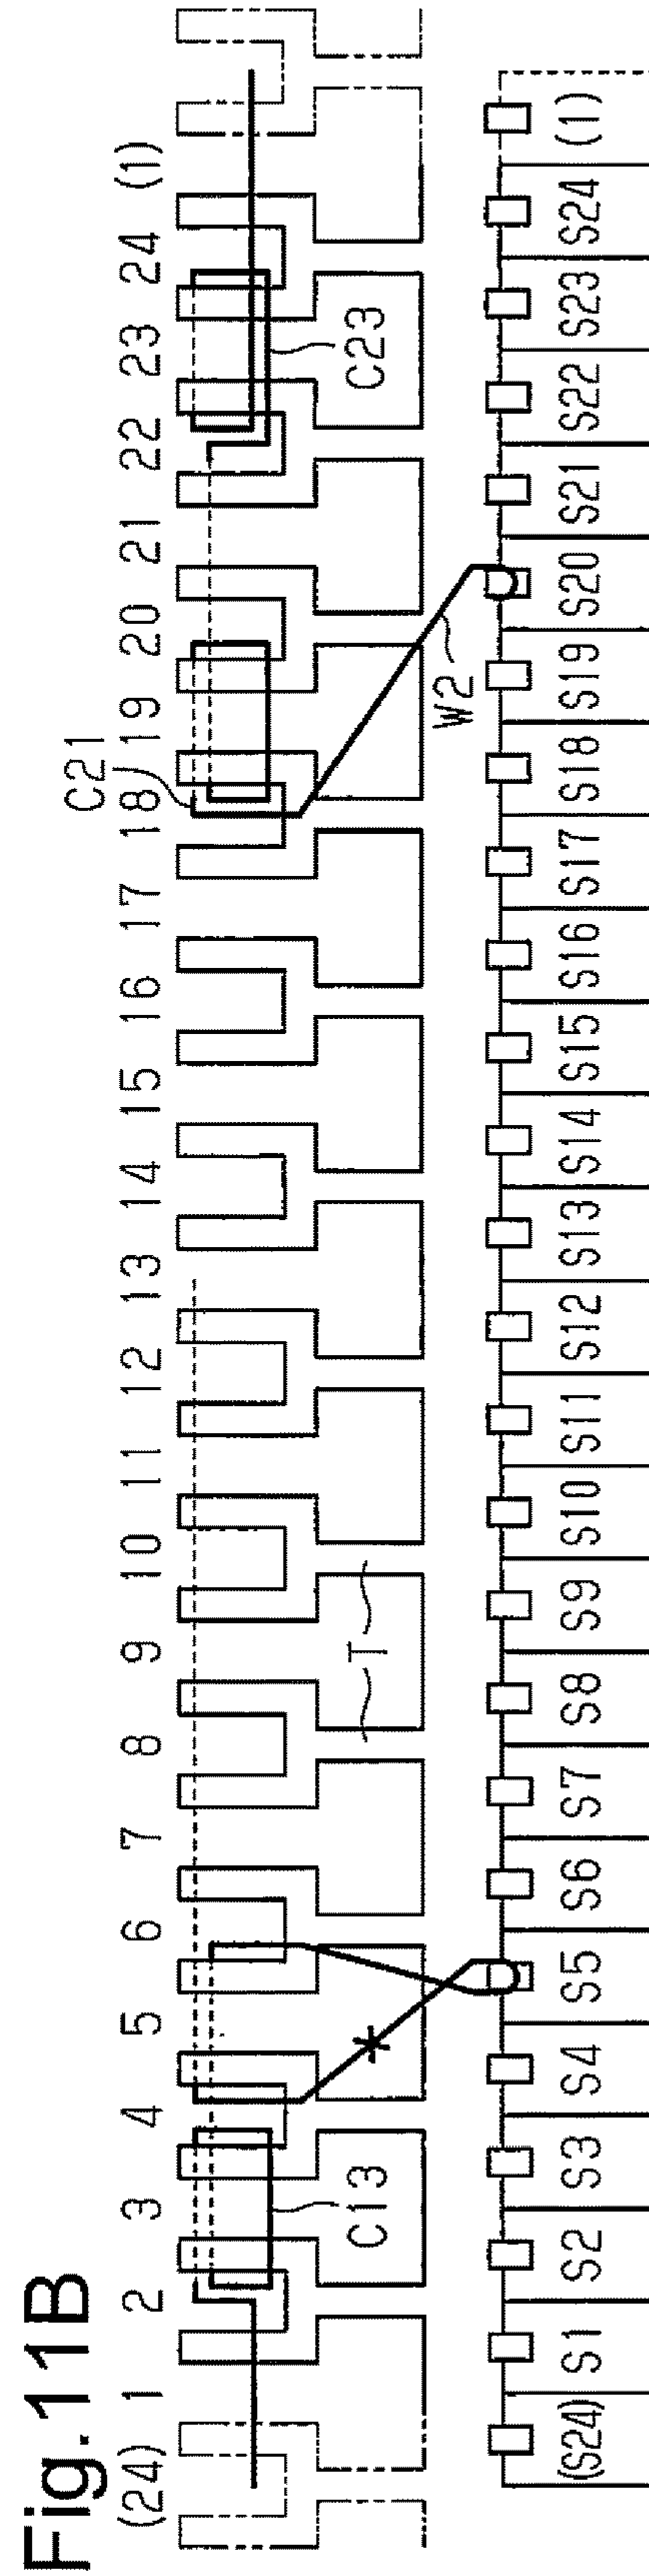 Fig.11B
(24) 1 2 3 4 5 6 7 8 9 10 11 12 13 14 15 16 17 18 19 20 21 22 23 24 (1)
C21
C13
T
W2
C23
(S24) S1 S2 S3 S4 S5 S6 S7 S8 S9 S10 S11 S12 S13 S14 S15 S16 S17 S18 S19 S20 S21 S22 S23 S24 (1)